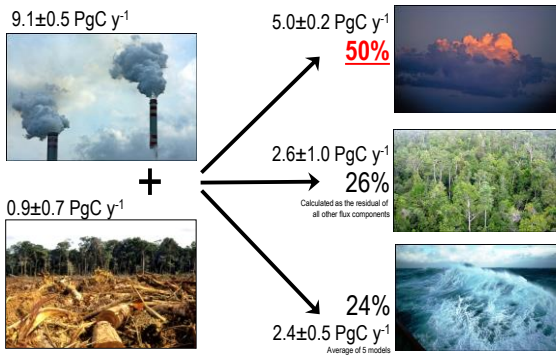 9.1±0.5 PgC y-1
+
0.9±0.7 PgC y-1
5.0±0.2 PgC y-1
50%
2.6±1.0 PgC y-1
26%
Calculated as the residual of
all other flux components
24%
2.4±0.5 PgC y-1
Average of 5 models